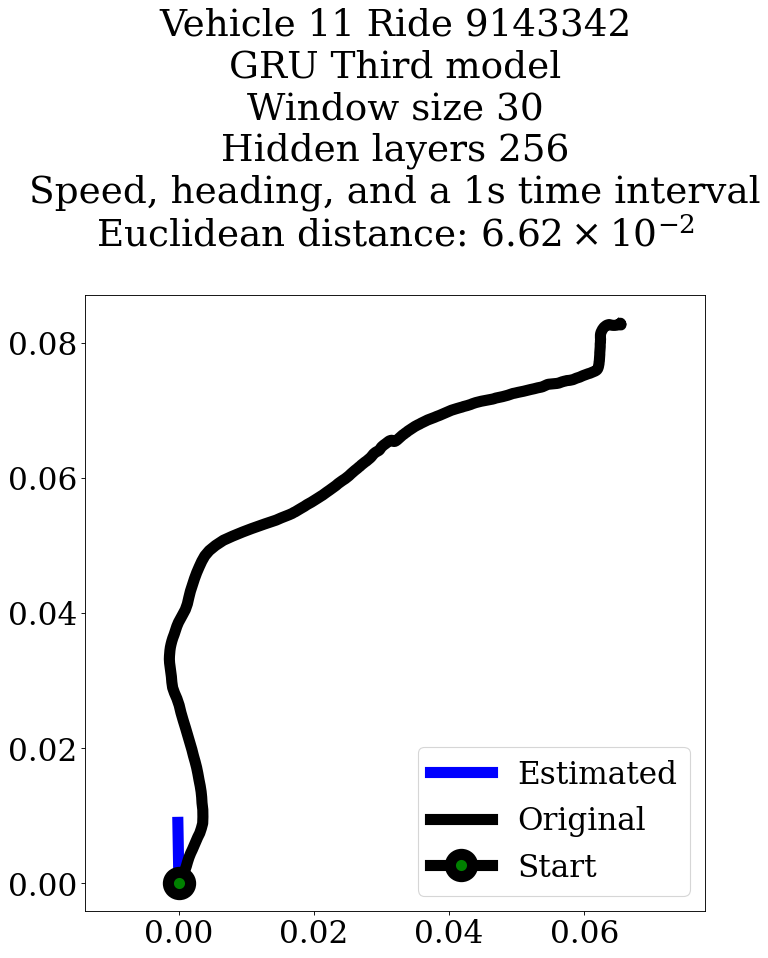 Vehicle 11 Ride 9143342
GRU Third model
Window size 30
Hidden layers 256
Speed, heading, and a 1s time interval
Euclidean distance: 6.62 × 10⁻²
0.08
0.06
0.04
0.02
0.00
Estimated
Original
Start
0.00 0.02 0.04 0.06